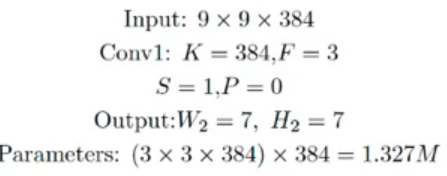 Input: 9 × 9 × 384
Conv1: K = 384,F = 3
S = 1,P = 0
Output:W₂ = 7, H₂ = 7
Parameters: (3 × 3 × 384) × 384 = 1.327M